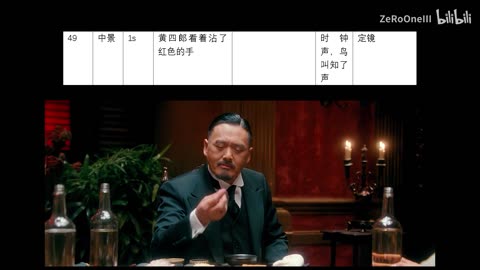 ZeRoOneIII bilibili
49 中景 1s 黄四郎看着沾了 时 钟 定镜
红色的手 声，鸟
叫知了
声